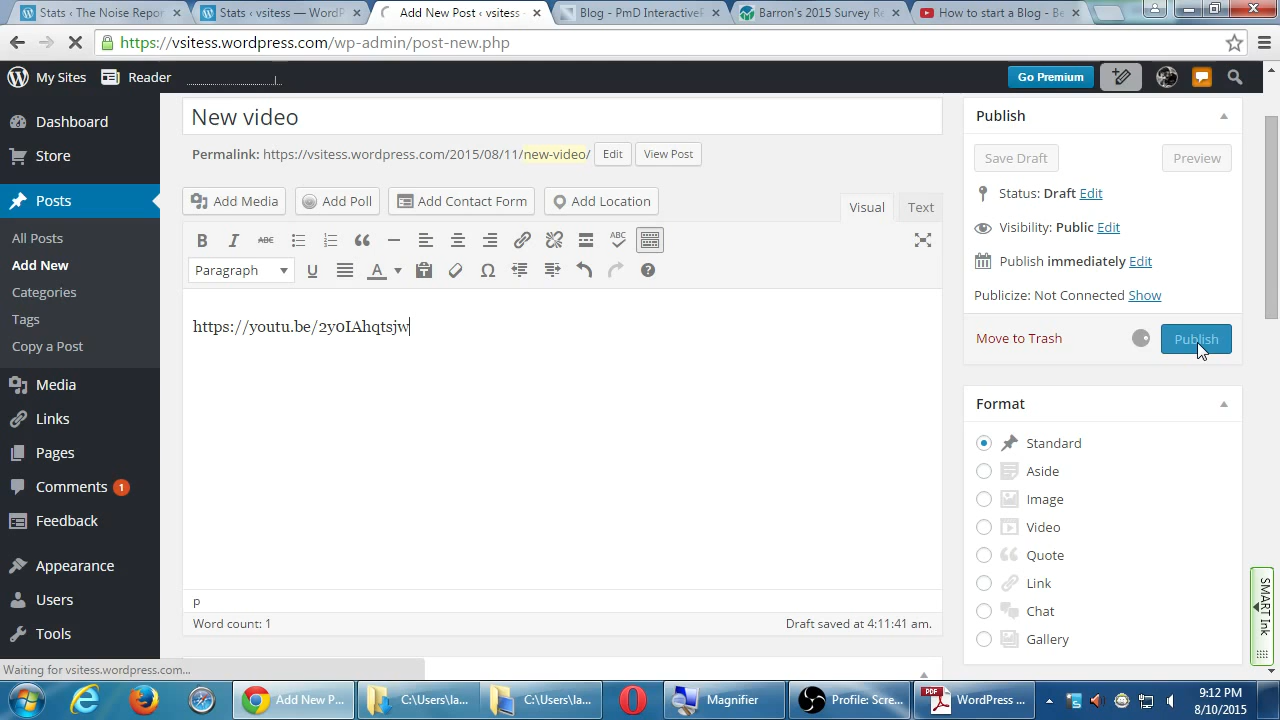 Stats ‹ The Noise Repor
Stats ‹ vsitess — WordP
Add New Post ‹ vsitess
Blog - PmD InteractiveP
Barron's 2015 Survey Re
How to start a Blog - Be
https://vsitess.wordpress.com/wp-admin/post-new.php
My Sites
Reader
Go Premium
Dashboard
Store
Posts
All Posts
Add New
Categories
Tags
Copy a Post
Media
Links
Pages
Comments 1
Feedback
Appearance
Users
Tools
New video
Permalink: https://vsitess.wordpress.com/2015/08/11/new-video/ Edit View Post
Add Media Add Poll Add Contact Form Add Location
Visual Text
B I ABC ABC
Paragraph U A
https://youtu.be/2y0IAhqtsjw
p
Word count: 1 Draft saved at 4:11:41 am.
Publish
Save Draft Preview
Status: Draft Edit
Visibility: Public Edit
Publish immediately Edit
Publicize: Not Connected Show
Move to Trash Publish
Format
Standard
Aside
Image
Video
Quote
Link
Chat
Gallery
SMART Ink
Waiting for vsitess.wordpress.com...
Add New P...
C:\Users\la...
C:\Users\la...
Magnifier
Profile: Scre...
PDF
WordPress ...
9:12 PM
8/10/2015